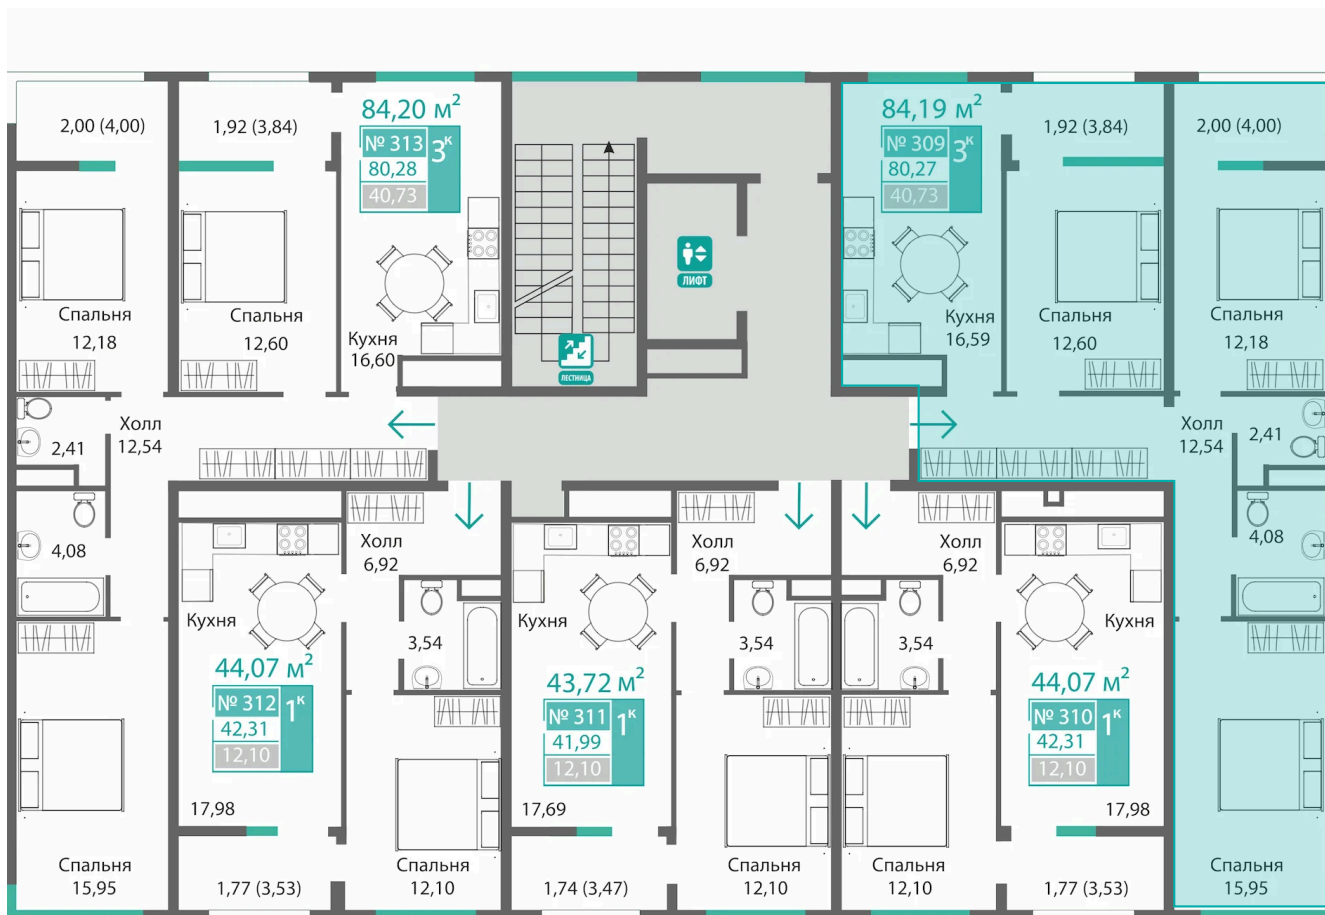 84,20 м²
№ 313
3к
80,28
40,73
2,00 (4,00)
1,92 (3,84)
Спальня
12,18
Спальня
12,60
Кухня
16,60
ЛИФТ
ЛЕСТНИЦА
84,19 м²
№ 309
3к
80,27
40,73
1,92 (3,84)
2,00 (4,00)
Кухня
16,59
Спальня
12,60
Спальня
12,18
2,41
Холл
12,54
Холл
12,54
2,41
4,08
4,08
Холл
6,92
Холл
6,92
Холл
6,92
Кухня
3,54
Кухня
3,54
3,54
Кухня
44,07 м²
№ 312
1к
42,31
12,10
43,72 м²
№ 311
1к
41,99
12,10
44,07 м²
№ 310
1к
42,31
12,10
17,98
17,69
17,98
Спальня
15,95
1,77 (3,53)
Спальня
12,10
1,74 (3,47)
Спальня
12,10
Спальня
12,10
1,77 (3,53)
Спальня
15,95